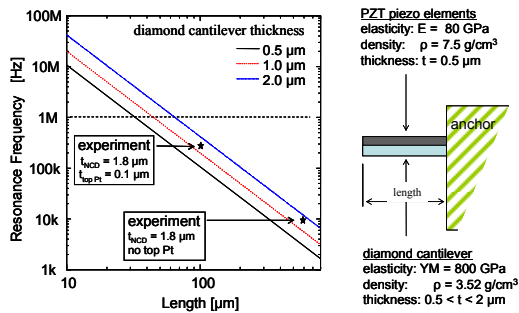 diamond cantilever thickness
0.5 µm
1.0 µm
2.0 µm
100M
10M
1M
100k
10k
1k
Resonance Frequency [Hz]
experiment
t_NCD = 1.8 µm
t_top Pt = 0.1 µm
experiment
t_NCD = 1.8 µm
no top Pt
10
100
Length [µm]
PZT piezo elements
elasticity: E = 80 GPa
density: ρ = 7.5 g/cm³
thickness: t = 0.5 µm
anchor
length
diamond cantilever
elasticity: YM = 800 GPa
density: ρ = 3.52 g/cm³
thickness: 0.5 < t < 2 µm